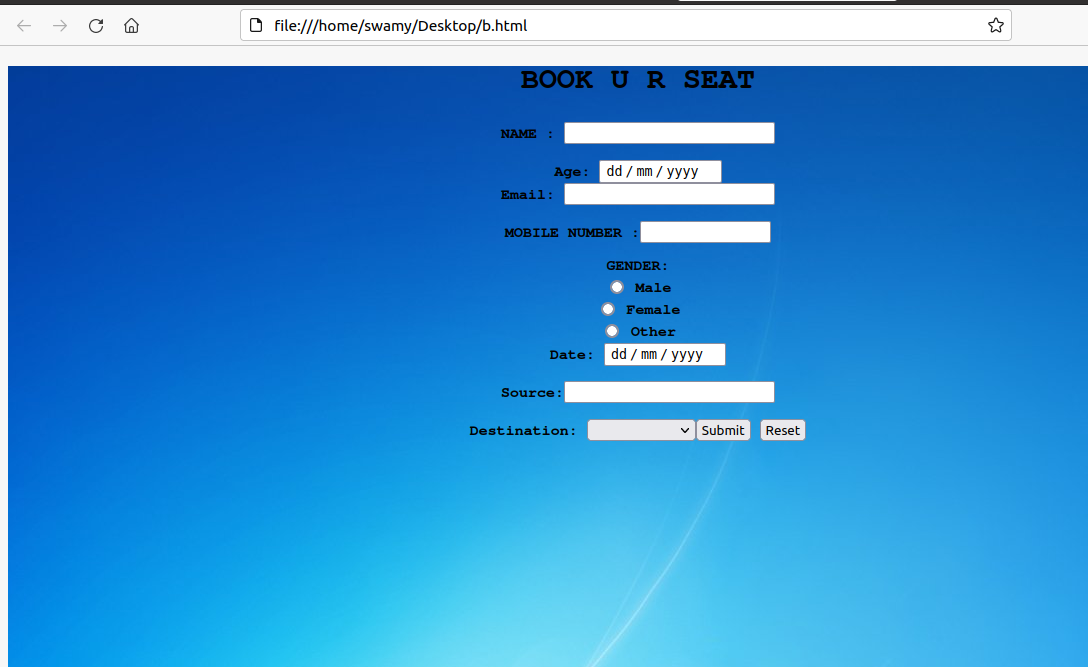 file:///home/swamy/Desktop/b.html
BOOK U R SEAT
NAME :
Age: dd / mm / yyyy
Email:
MOBILE NUMBER :
GENDER:
Male
Female
Other
Date: dd / mm / yyyy
Source:
Destination: Submit Reset